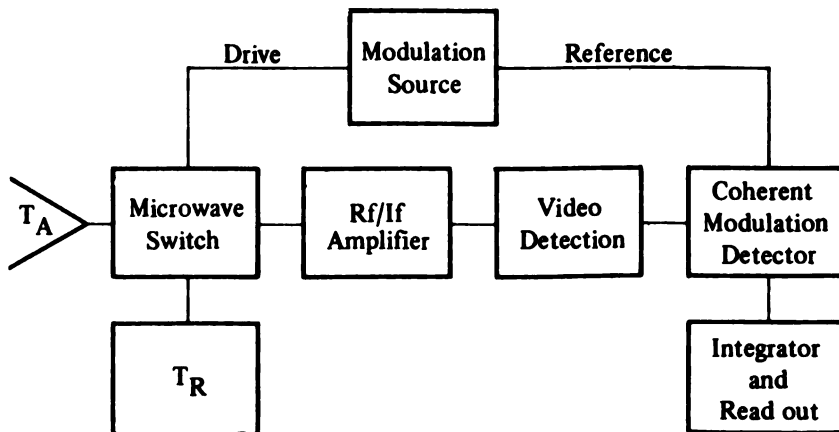 Drive
Modulation
Source
Reference
T_A
Microwave
Switch
Rf/If
Amplifier
Video
Detection
Coherent
Modulation
Detector
T_R
Integrator
and
Read out